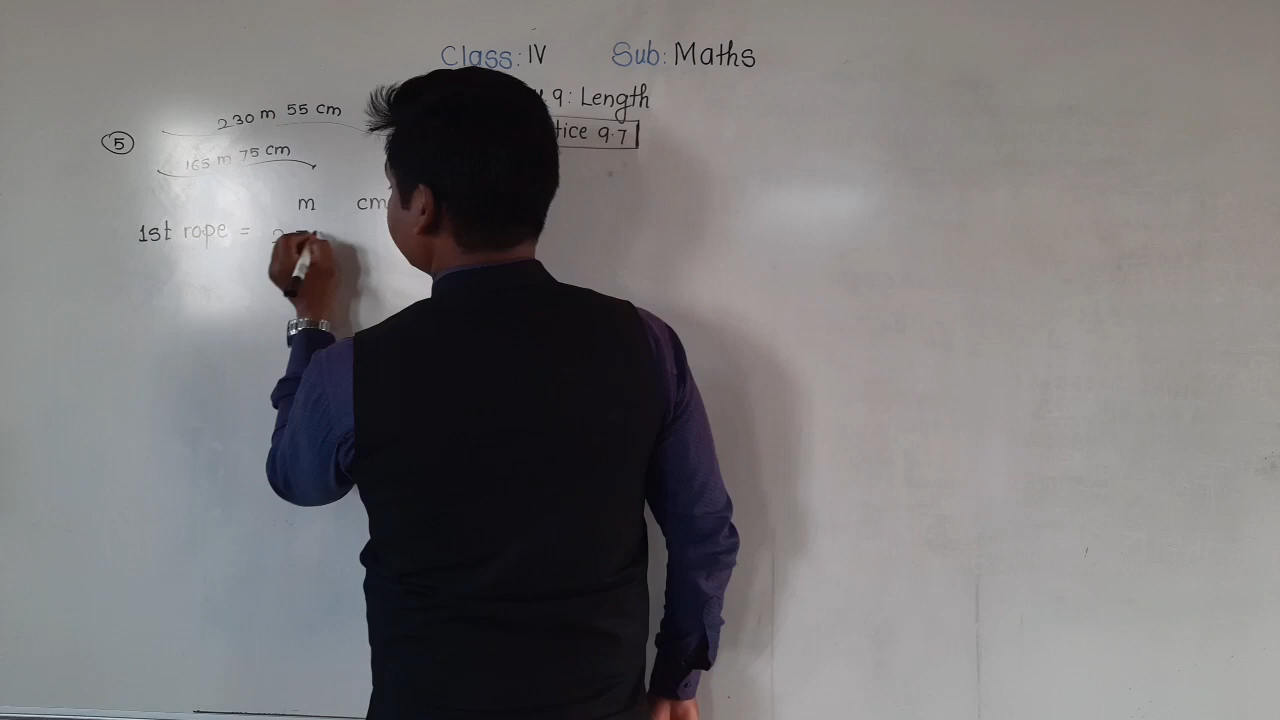 Class: IV Sub: Maths
9: Length
tice 9.7
5
230 m 55 cm
165 m 75 cm
m cm
1st rope =